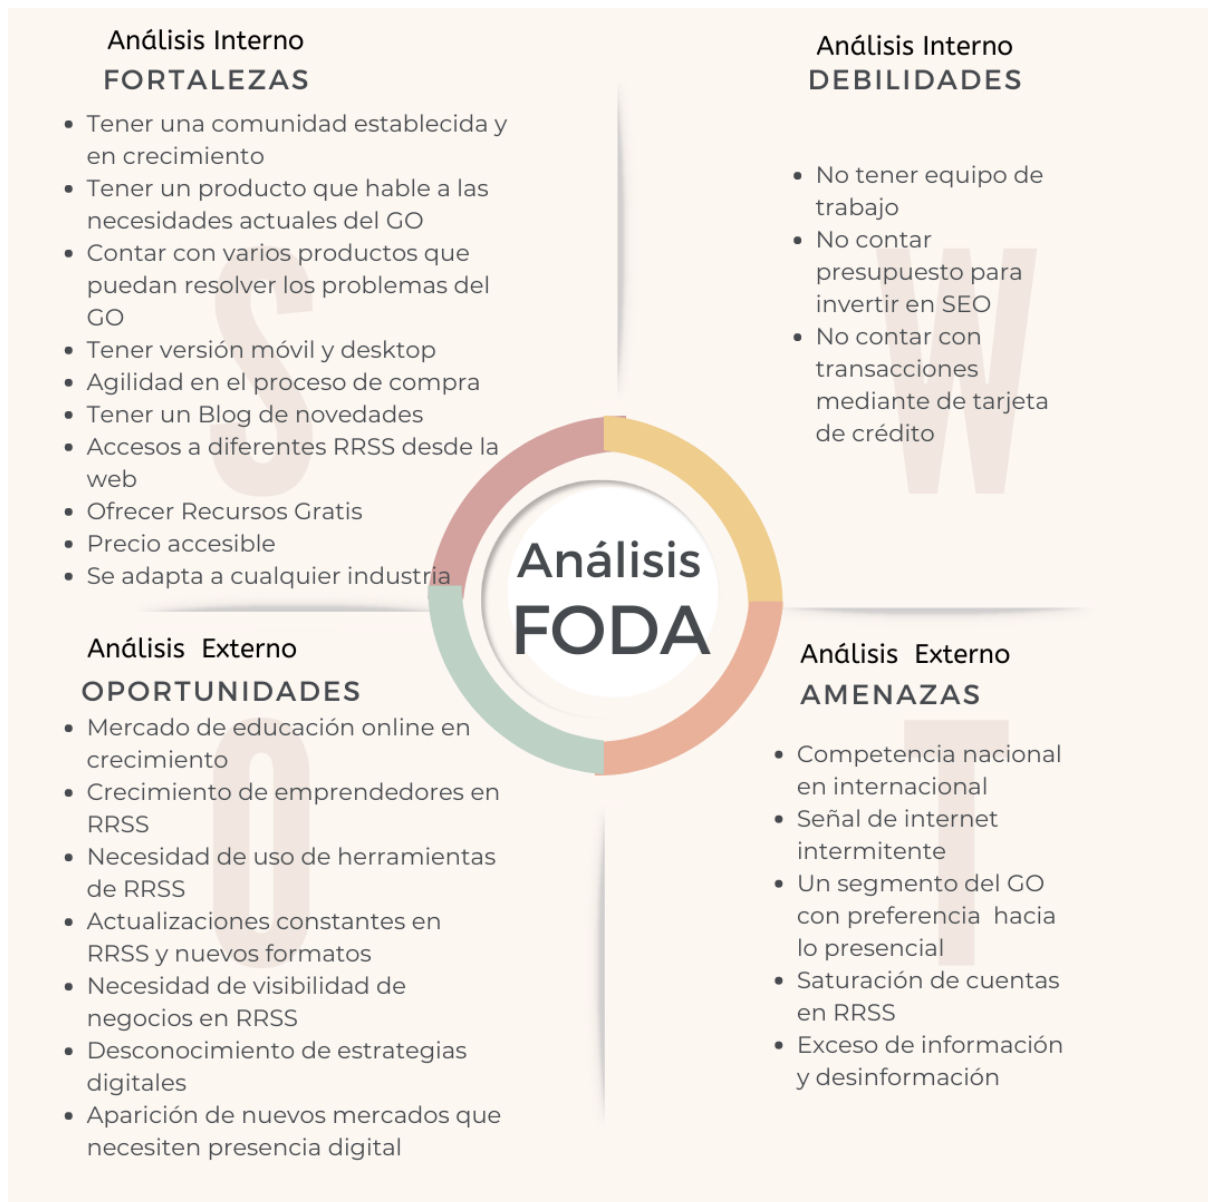 Análisis Interno
FORTALEZAS
• Tener una comunidad establecida y
en crecimiento
• Tener un producto que hable a las
necesidades actuales del GO
• Contar con varios productos que
puedan resolver los problemas del
GO
• Tener versión móvil y desktop
• Agilidad en el proceso de compra
• Tener un Blog de novedades
• Accesos a diferentes RRSS desde la
web
• Ofrecer Recursos Gratis
• Precio accesible
• Se adapta a cualquier industria
S
Análisis Interno
DEBILIDADES
• No tener equipo de
trabajo
• No contar
presupuesto para
invertir en SEO
• No contar con
transacciones
mediante de tarjeta
de crédito
W
Análisis
FODA
Análisis Externo
OPORTUNIDADES
• Mercado de educación online en
crecimiento
• Crecimiento de emprendedores en
RRSS
• Necesidad de uso de herramientas
de RRSS
• Actualizaciones constantes en
RRSS y nuevos formatos
• Necesidad de visibilidad de
negocios en RRSS
• Desconocimiento de estrategias
digitales
• Aparición de nuevos mercados que
necesiten presencia digital
O
Análisis Externo
AMENAZAS
• Competencia nacional
en internacional
• Señal de internet
intermitente
• Un segmento del GO
con preferencia hacia
lo presencial
• Saturación de cuentas
en RRSS
• Exceso de información
y desinformación
T